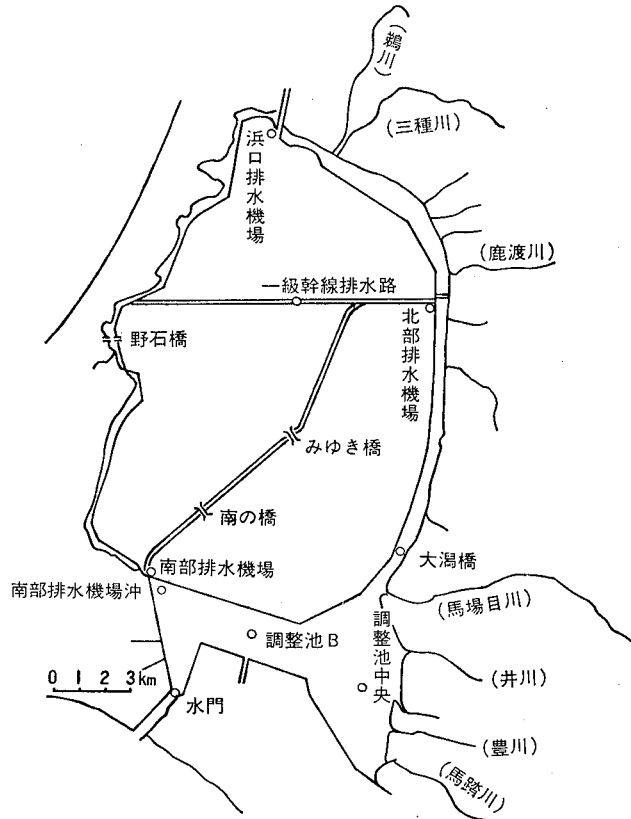 (鵜川)
(三種川)
浜口排水機場
(鹿渡川)
一級幹線排水路
北部排水機場
野石橋
みゆき橋
南の橋
大潟橋
南部排水機場
南部排水機場沖
(馬場目川)
調整池B
調整池中央
(井川)
0 1 2 3 km
水門
(豊川)
(馬踏川)